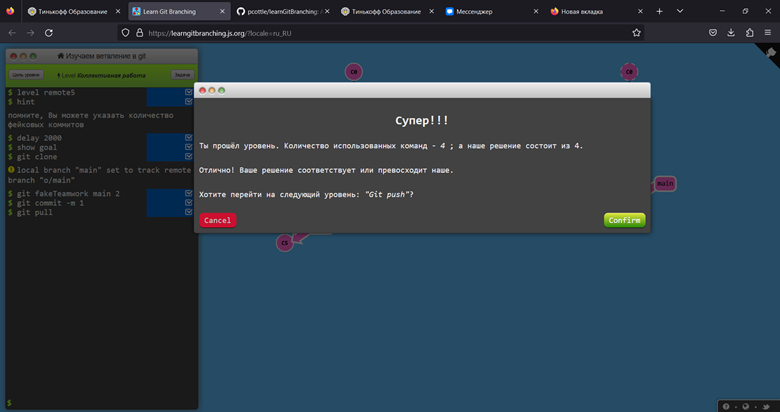 Тинькофф Образование
Learn Git Branching
pcottle/learnGitBranching: A
Тинькофф Образование
Мессенджер
Новая вкладка
https://learngitbranching.js.org/?locale=ru_RU
Изучаем ветвление в git
Цель уровня
Level Коллективная работа
Задача
$ level remote5
$ hint
помните, Вы можете указать количество
фейковых коммитов
$ delay 2000
$ show goal
$ git clone
local branch "main" set to track remote
branch "o/main"
$ git fakeTeamwork main 2
$ git commit -m 1
$ git pull
$
Супер!!!
Ты прошёл уровень. Количество использованных команд - 4 ; а наше решение состоит из 4.
Отлично! Ваше решение соответствует или превосходит наше.
Хотите перейти на следующий уровень: "Git push"?
Cancel
Confirm
main